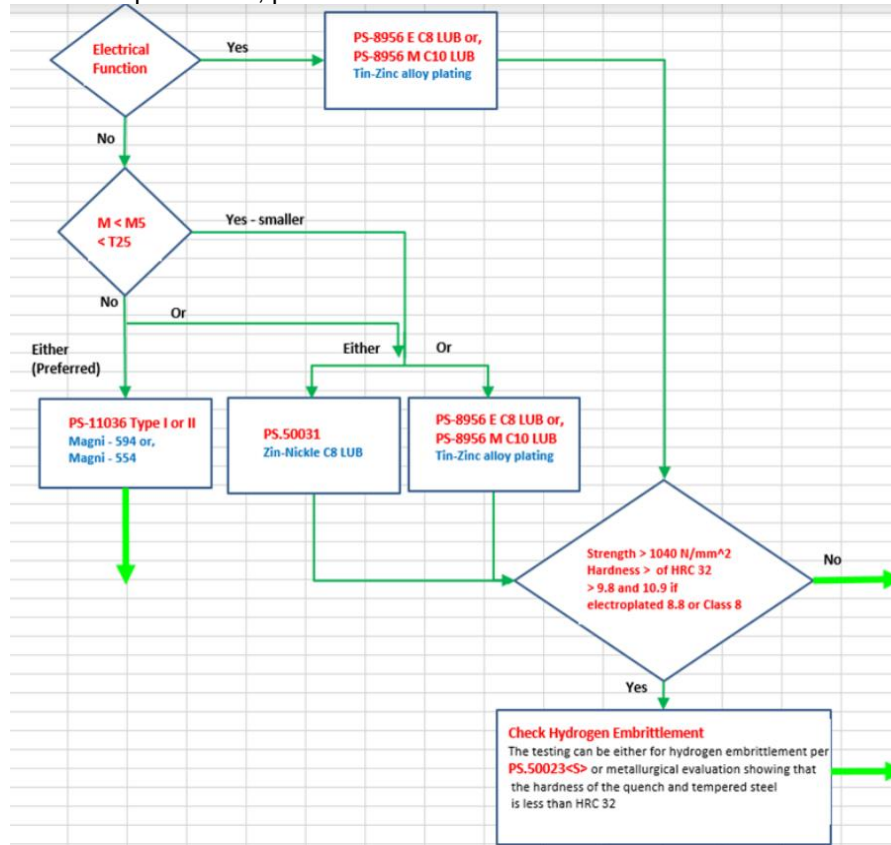 Electrical
Function
Yes
PS-8956 E C8 LUB or,
PS-8956 M C10 LUB
Tin-Zinc alloy plating
No
M < M5
< T25
Yes - smaller
No
Or
Either
(Preferred)
Either
Or
PS-11036 Type I or II
Magni - 594 or,
Magni - 554
PS.50031
Zin-Nickle C8 LUB
PS-8956 E C8 LUB or,
PS-8956 M C10 LUB
Tin-Zinc alloy plating
Strength > 1040 N/mm^2
Hardness > of HRC 32
> 9.8 and 10.9 if
electroplated 8.8 or Class 8
No
Yes
Check Hydrogen Embrittlement
The testing can be either for hydrogen embrittlement per
PS.50023<S> or metallurgical evaluation showing that
the hardness of the quench and tempered steel
is less than HRC 32